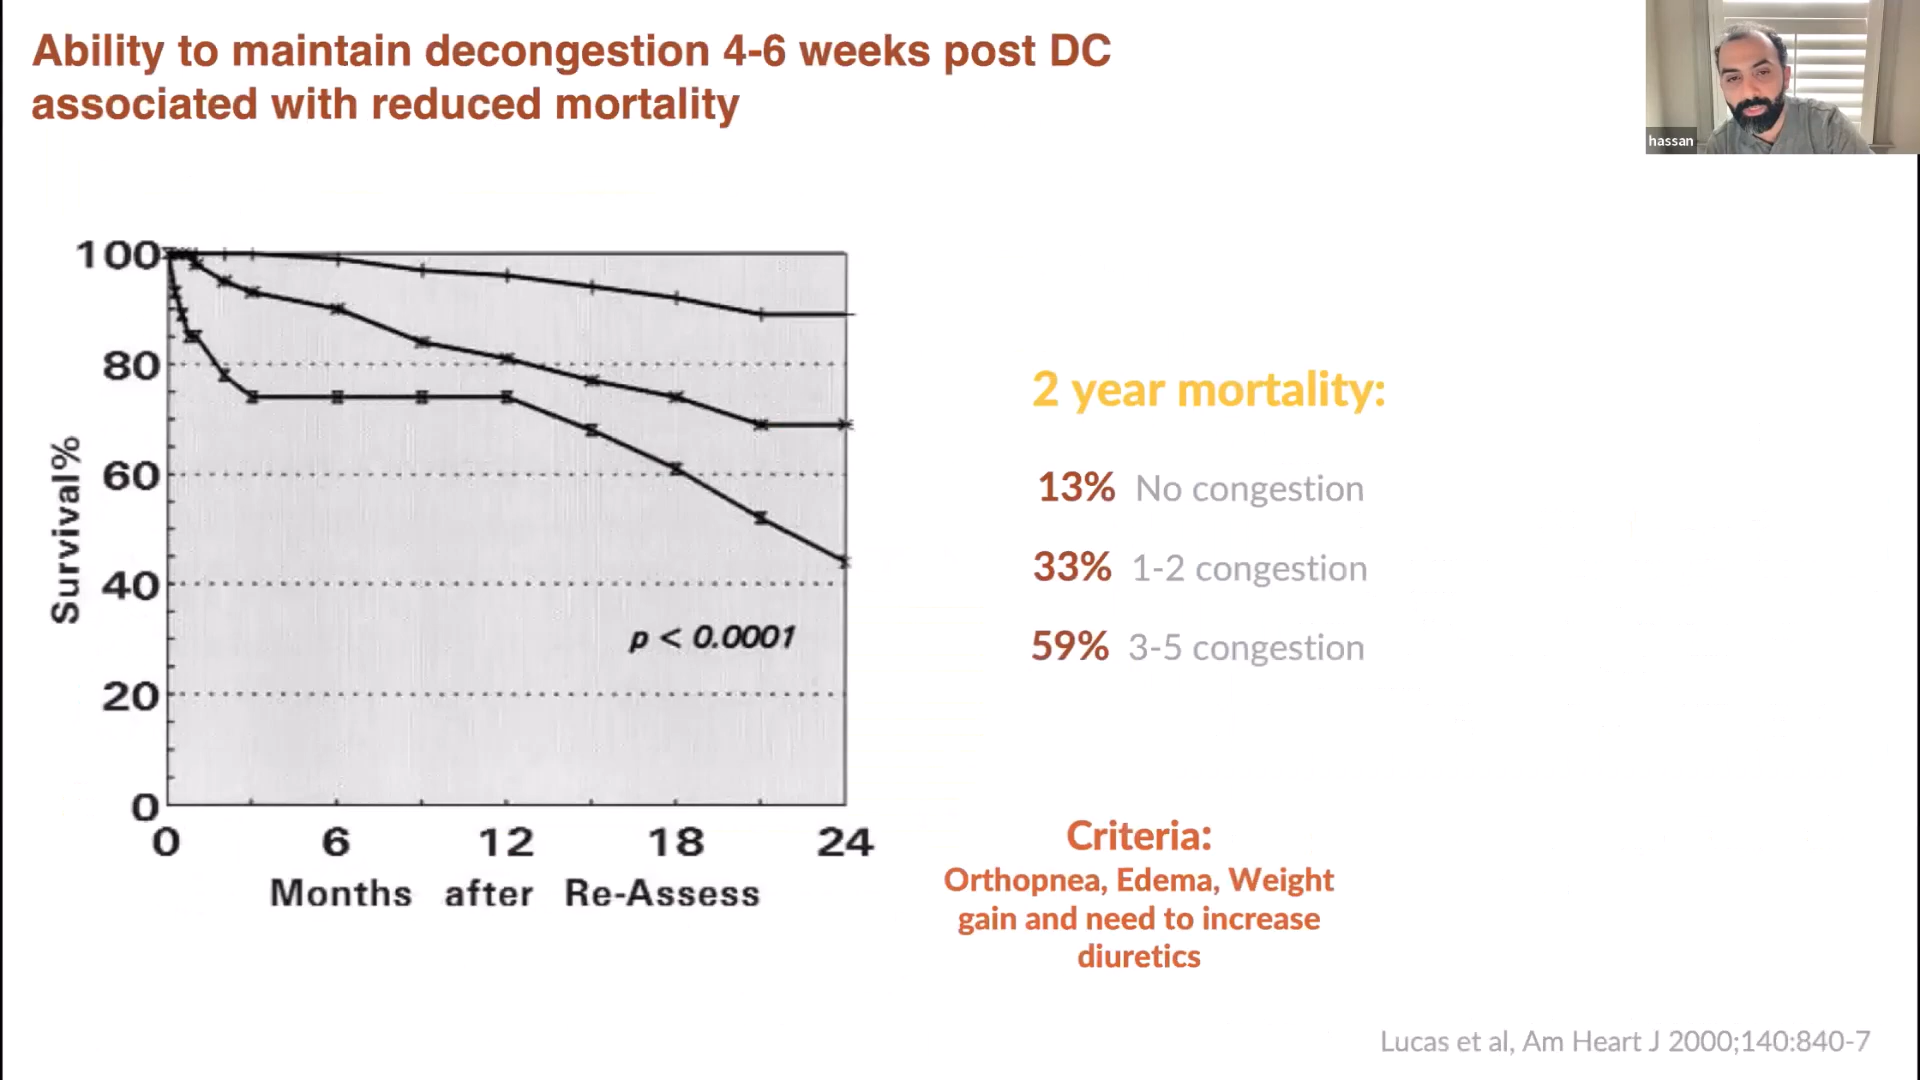 Ability to maintain decongestion 4-6 weeks post DC
associated with reduced mortality
hassan
100
80
60
40
20
0
Survival%
p < 0.0001
0 6 12 18 24
Months after Re-Assess
2 year mortality:
13% No congestion
33% 1-2 congestion
59% 3-5 congestion
Criteria:
Orthopnea, Edema, Weight
gain and need to increase
diuretics
Lucas et al, Am Heart J 2000;140:840-7